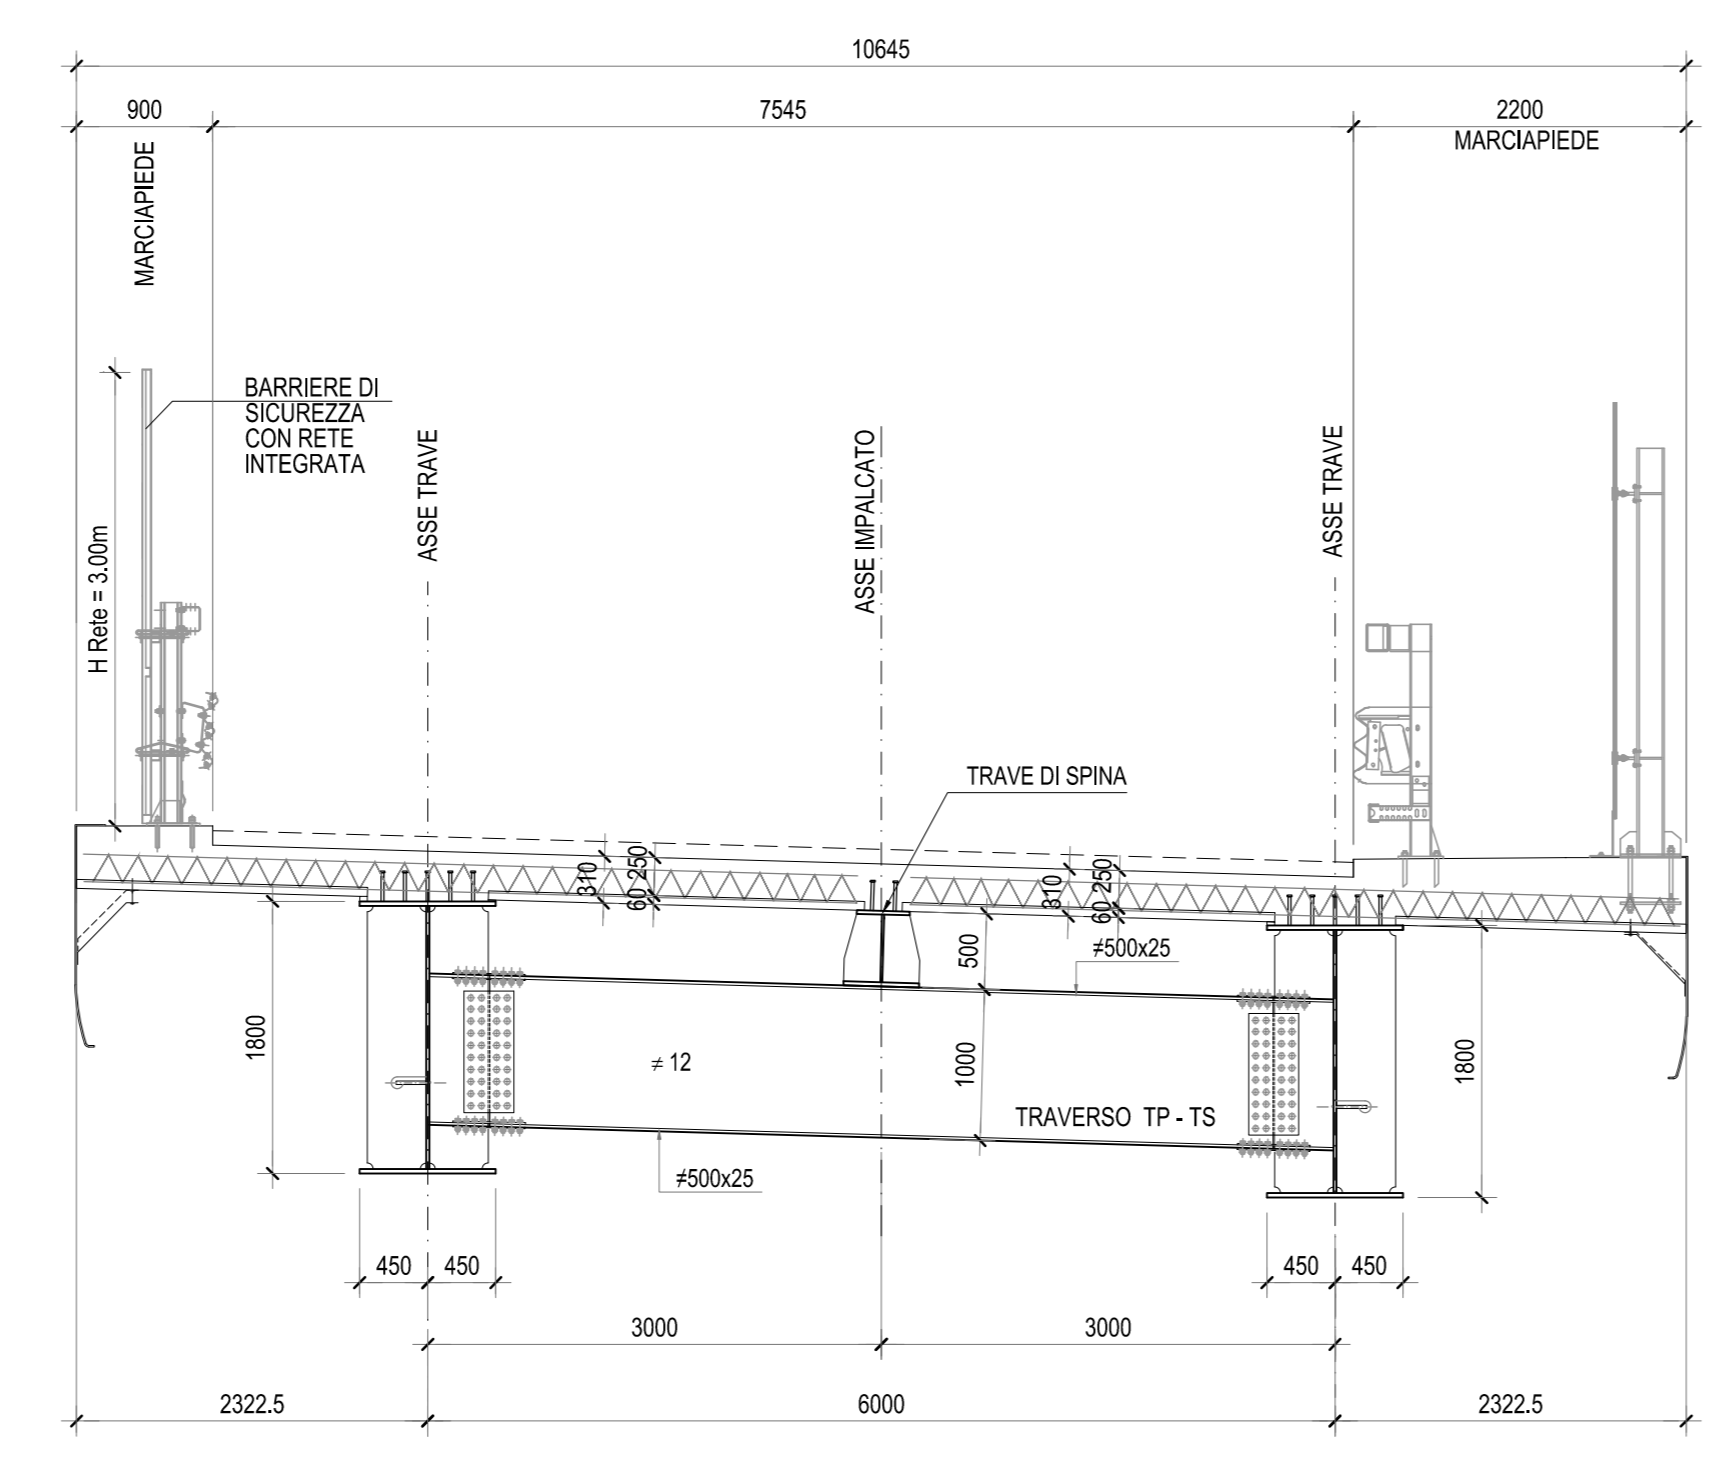 10645
900
7545
2200
MARCIAPIEDE
MARCIAPIEDE
BARRIERE DI
SICUREZZA
CON RETE
INTEGRATA
H Rete = 3.00m
ASSE TRAVE
ASSE IMPALCATO
ASSE TRAVE
TRAVE DI SPINA
310
60 250
310
60 250
500
≠500x25
1800
≠ 12
1000
1800
TRAVERSO TP - TS
≠500x25
450
450
450
450
3000
3000
2322.5
6000
2322.5